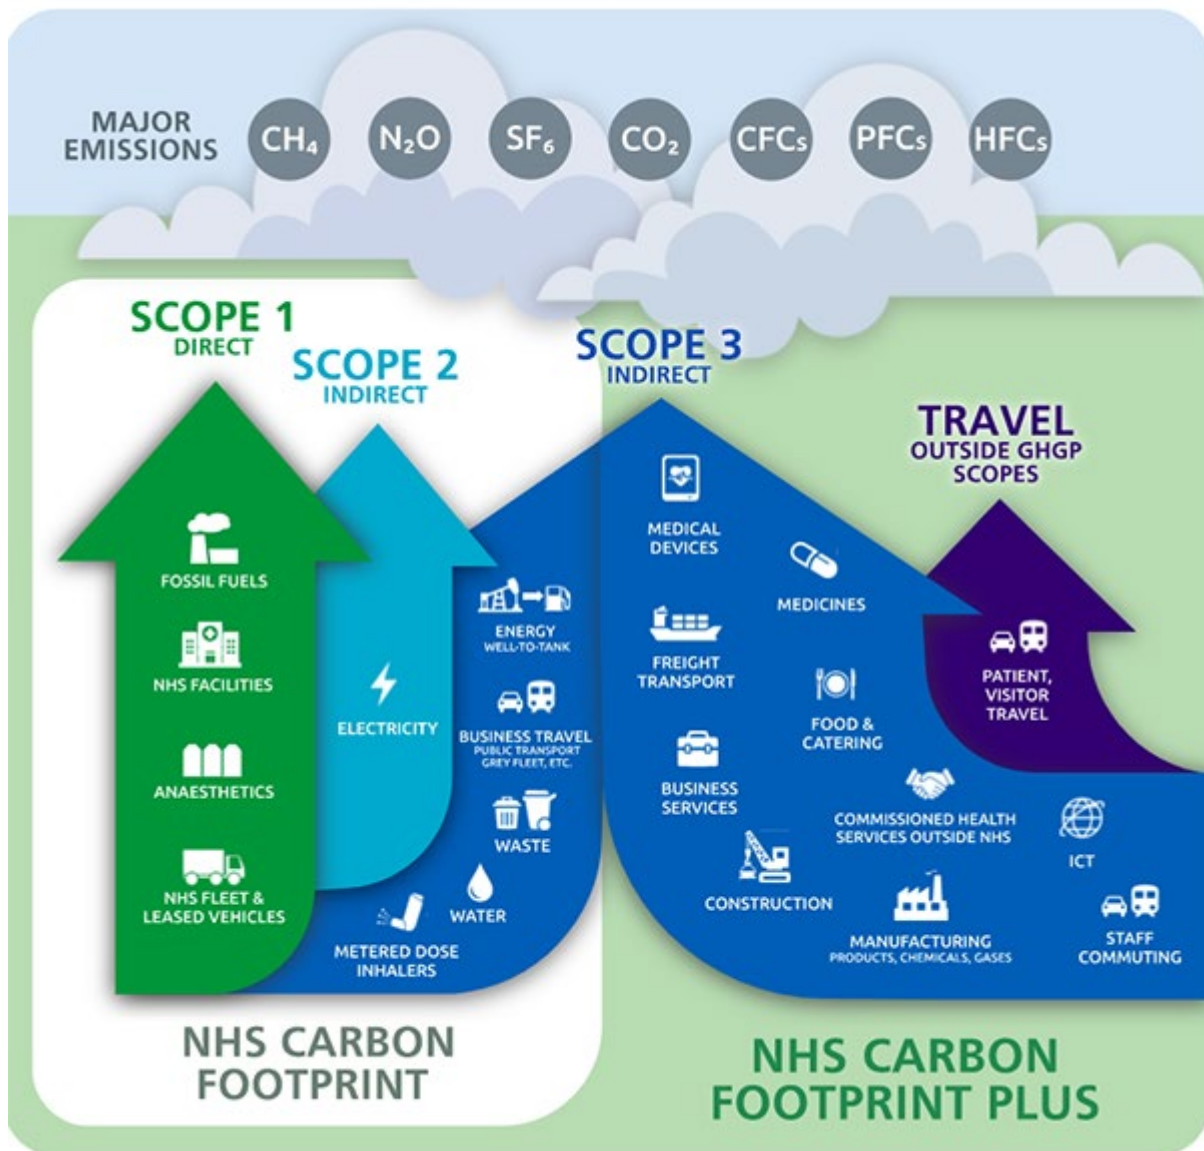 MAJOR
EMISSIONS
CH₄
N₂O
SF₆
CO₂
CFCs
PFCs
HFCs
SCOPE 1
DIRECT
SCOPE 2
INDIRECT
SCOPE 3
INDIRECT
TRAVEL
OUTSIDE GHGP
SCOPES
FOSSIL FUELS
NHS FACILITIES
ANAESTHETICS
NHS FLEET &
LEASED VEHICLES
ELECTRICITY
ENERGY
WELL-TO-TANK
BUSINESS TRAVEL
PUBLIC TRANSPORT
GREY FLEET, ETC.
WASTE
WATER
METERED DOSE
INHALERS
MEDICAL
DEVICES
MEDICINES
FREIGHT
TRANSPORT
FOOD &
CATERING
BUSINESS
SERVICES
COMMISSIONED HEALTH
SERVICES OUTSIDE NHS
CONSTRUCTION
MANUFACTURING
PRODUCTS, CHEMICALS, GASES
ICT
STAFF
COMMUTING
PATIENT,
VISITOR
TRAVEL
NHS CARBON
FOOTPRINT
NHS CARBON
FOOTPRINT PLUS